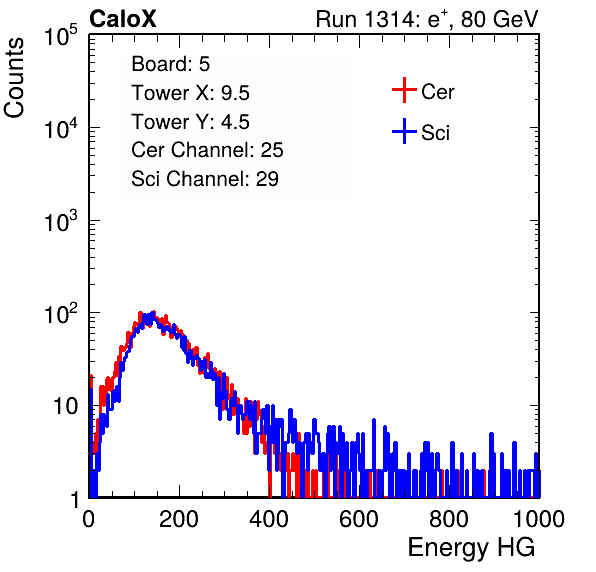 CaloX Run 1314: e⁺, 80 GeV
Counts
10⁵
10⁴
10³
10²
10
1
Board: 5
Tower X: 9.5
Tower Y: 4.5
Cer Channel: 25
Sci Channel: 29
Cer
Sci
0 200 400 600 800 1000
Energy HG